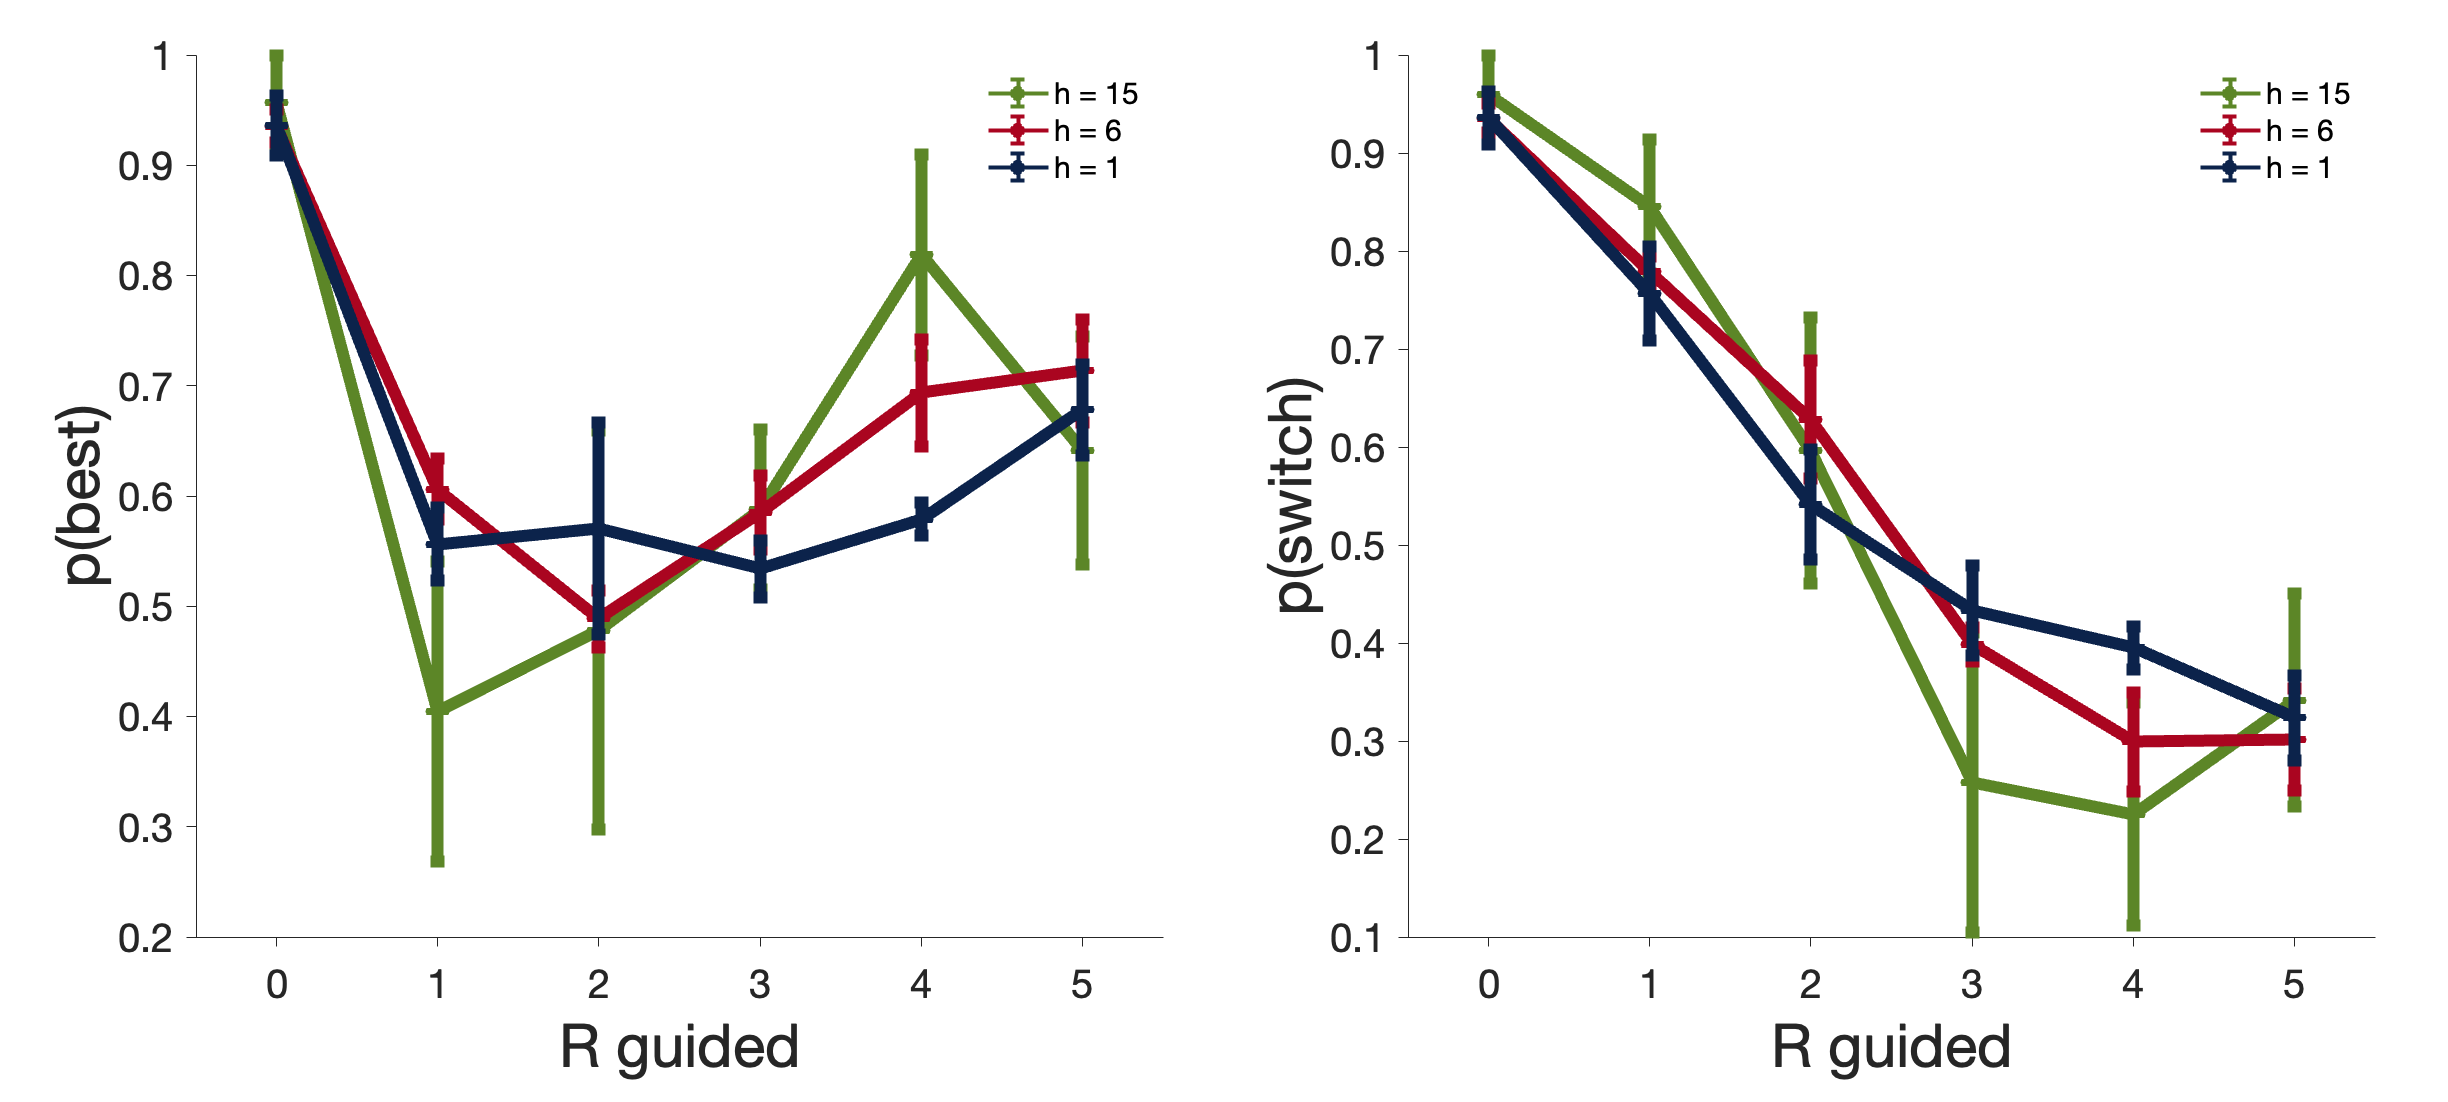 p(best)
1
0.9
0.8
0.7
0.6
0.5
0.4
0.3
0.2
0 1 2 3 4 5
R guided
h = 15
h = 6
h = 1
p(switch)
1
0.9
0.8
0.7
0.6
0.5
0.4
0.3
0.2
0.1
0 1 2 3 4 5
R guided
h = 15
h = 6
h = 1